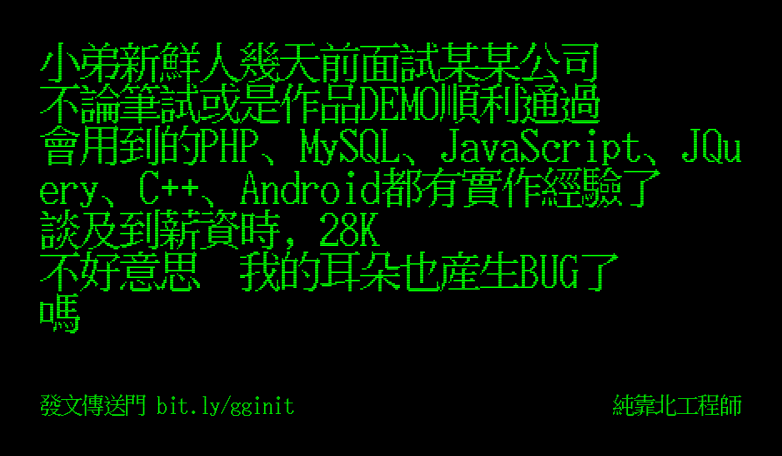 小弟新鮮人幾天前面試某某公司
不論筆試或是作品DEMO順利通過
會用到的PHP、MySQL、JavaScript、JQu
ery、C++、Android都有實作經驗了
談及到薪資時, 28K
不好意思　我的耳朵也產生BUG了
嗎
發文傳送門 bit.ly/gginit
純靠北工程師